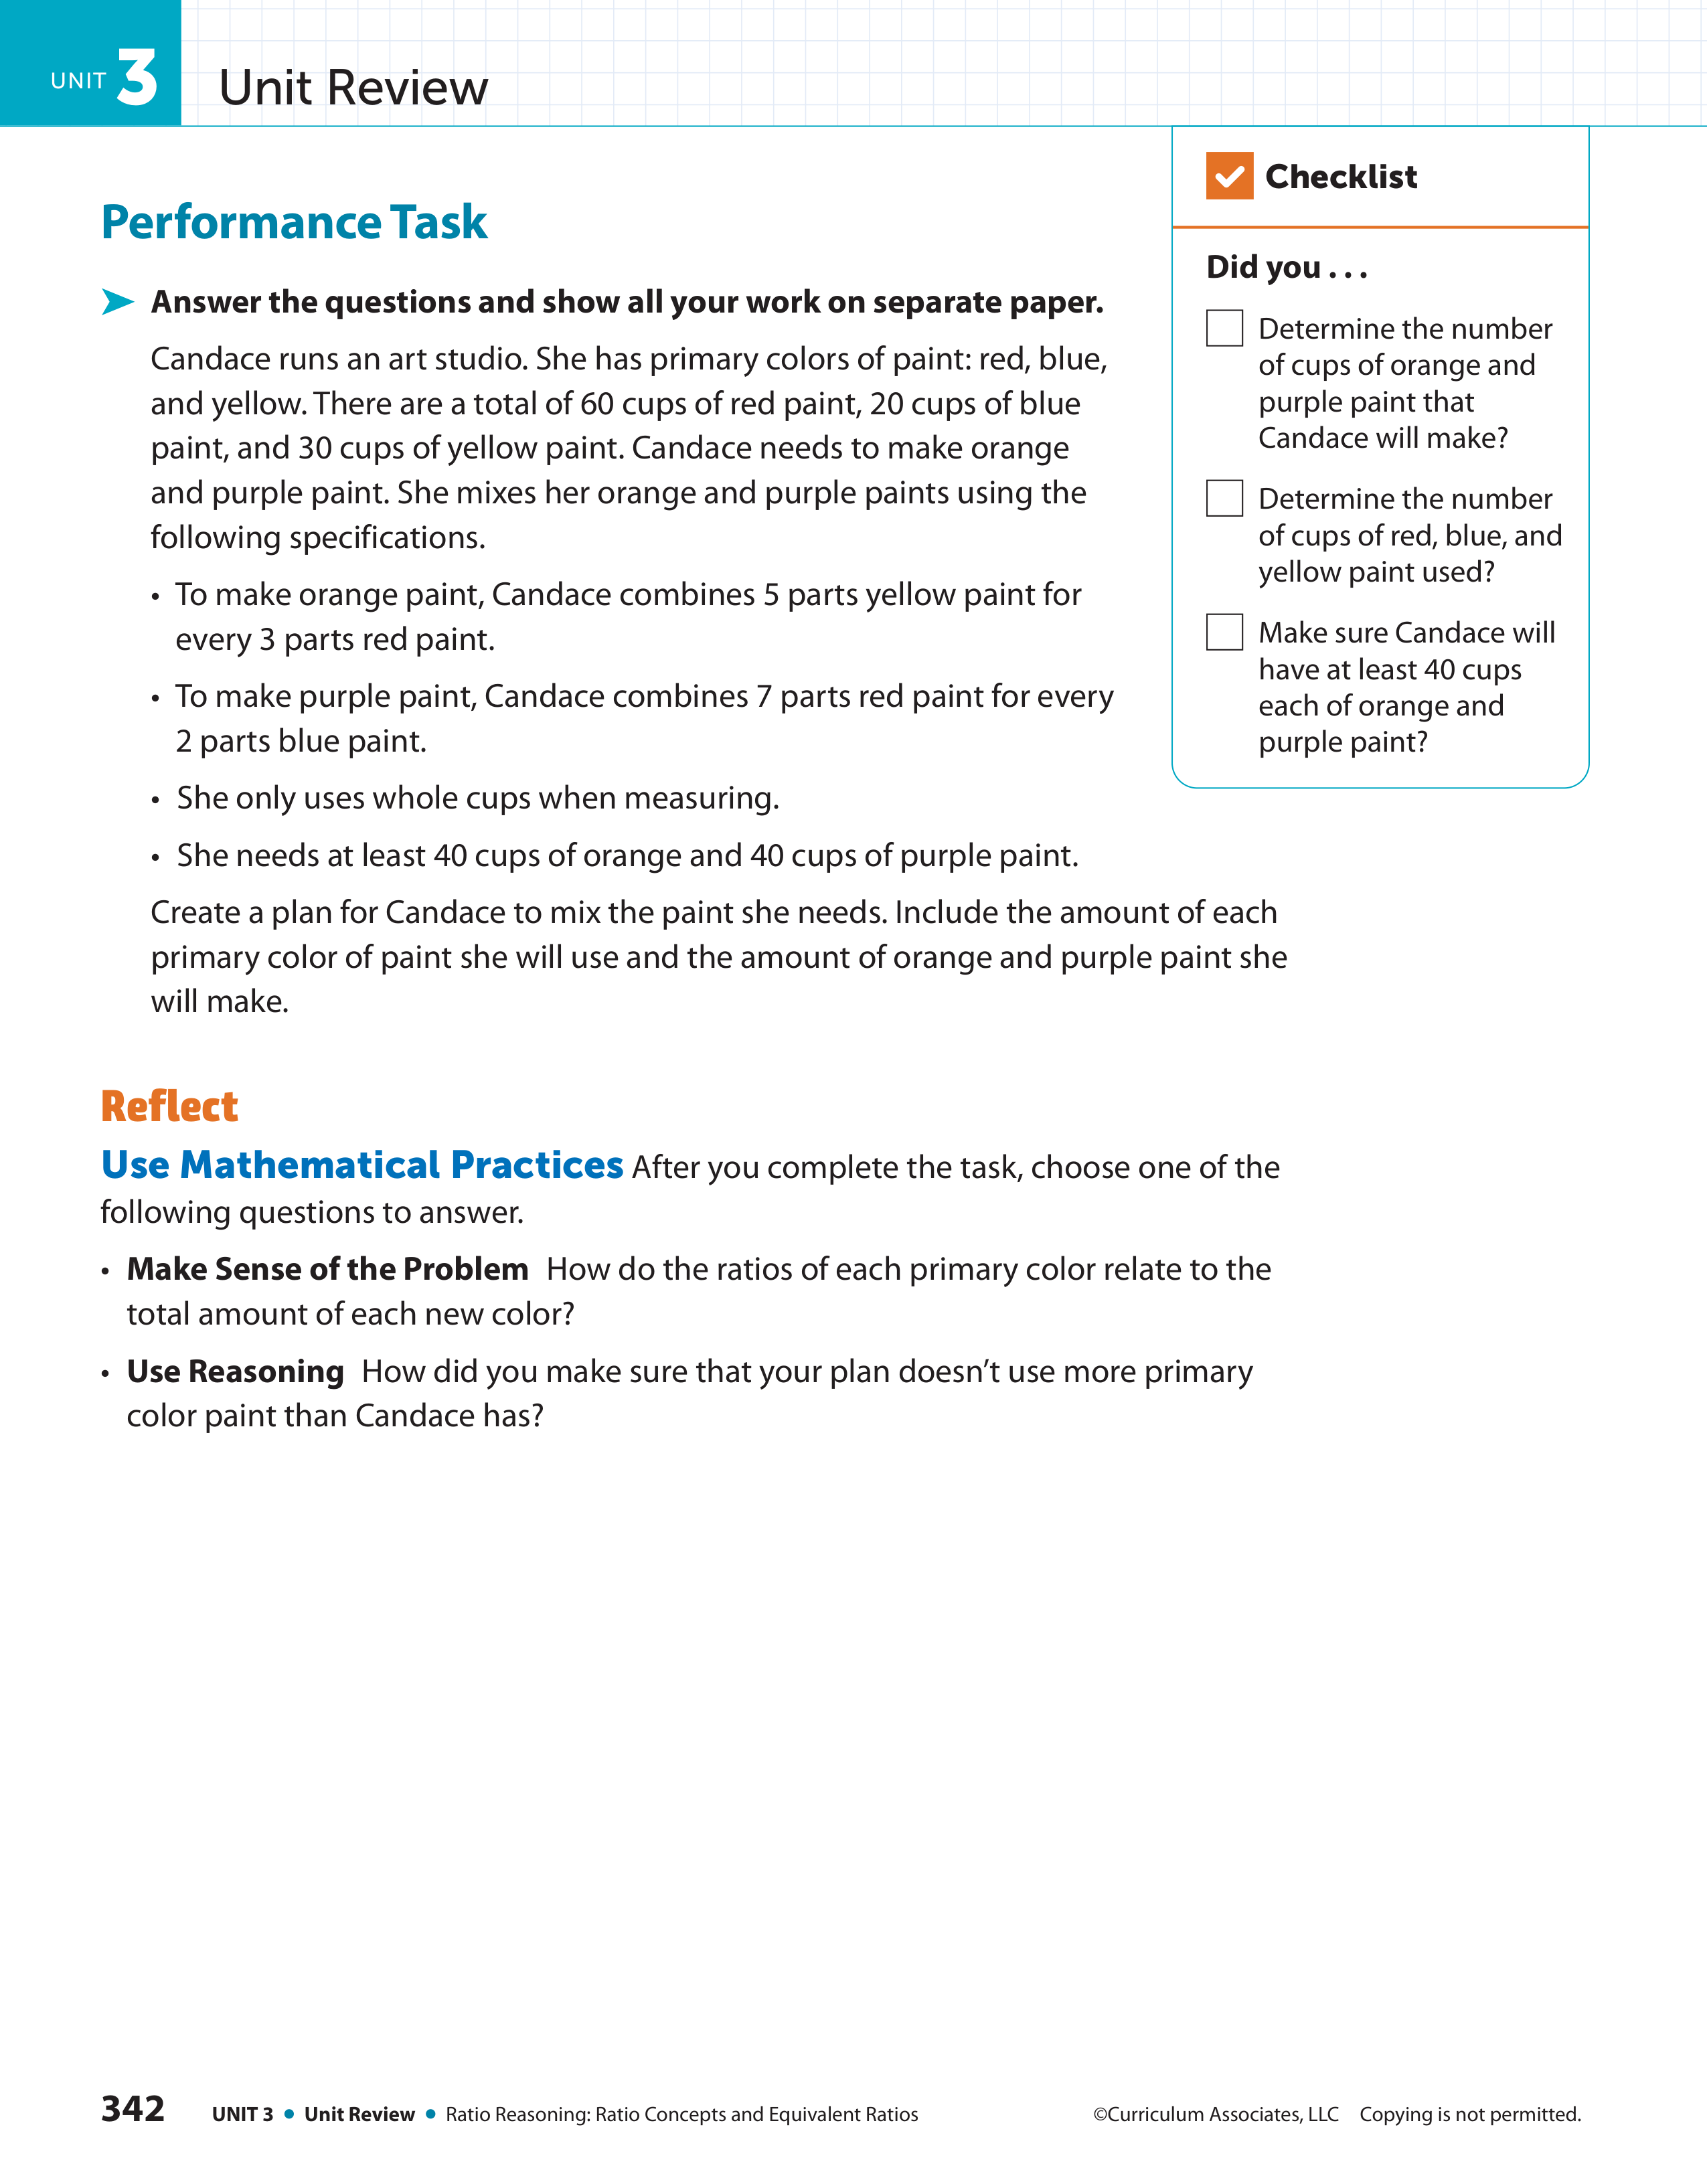 UNIT 3
Unit Review
Performance Task
Answer the questions and show all your work on separate paper.
Candace runs an art studio. She has primary colors of paint: red, blue,
and yellow. There are a total of 60 cups of red paint, 20 cups of blue
paint, and 30 cups of yellow paint. Candace needs to make orange
and purple paint. She mixes her orange and purple paints using the
following specifications.
• To make orange paint, Candace combines 5 parts yellow paint for
every 3 parts red paint.
• To make purple paint, Candace combines 7 parts red paint for every
2 parts blue paint.
• She only uses whole cups when measuring.
• She needs at least 40 cups of orange and 40 cups of purple paint.
Create a plan for Candace to mix the paint she needs. Include the amount of each
primary color of paint she will use and the amount of orange and purple paint she
will make.
Checklist
Did you . . .
Determine the number
of cups of orange and
purple paint that
Candace will make?
Determine the number
of cups of red, blue, and
yellow paint used?
Make sure Candace will
have at least 40 cups
each of orange and
purple paint?
Reflect
Use Mathematical Practices After you complete the task, choose one of the
following questions to answer.
• Make Sense of the Problem How do the ratios of each primary color relate to the
total amount of each new color?
• Use Reasoning How did you make sure that your plan doesn’t use more primary
color paint than Candace has?
342 UNIT 3 • Unit Review • Ratio Reasoning: Ratio Concepts and Equivalent Ratios ©Curriculum Associates, LLC Copying is not permitted.